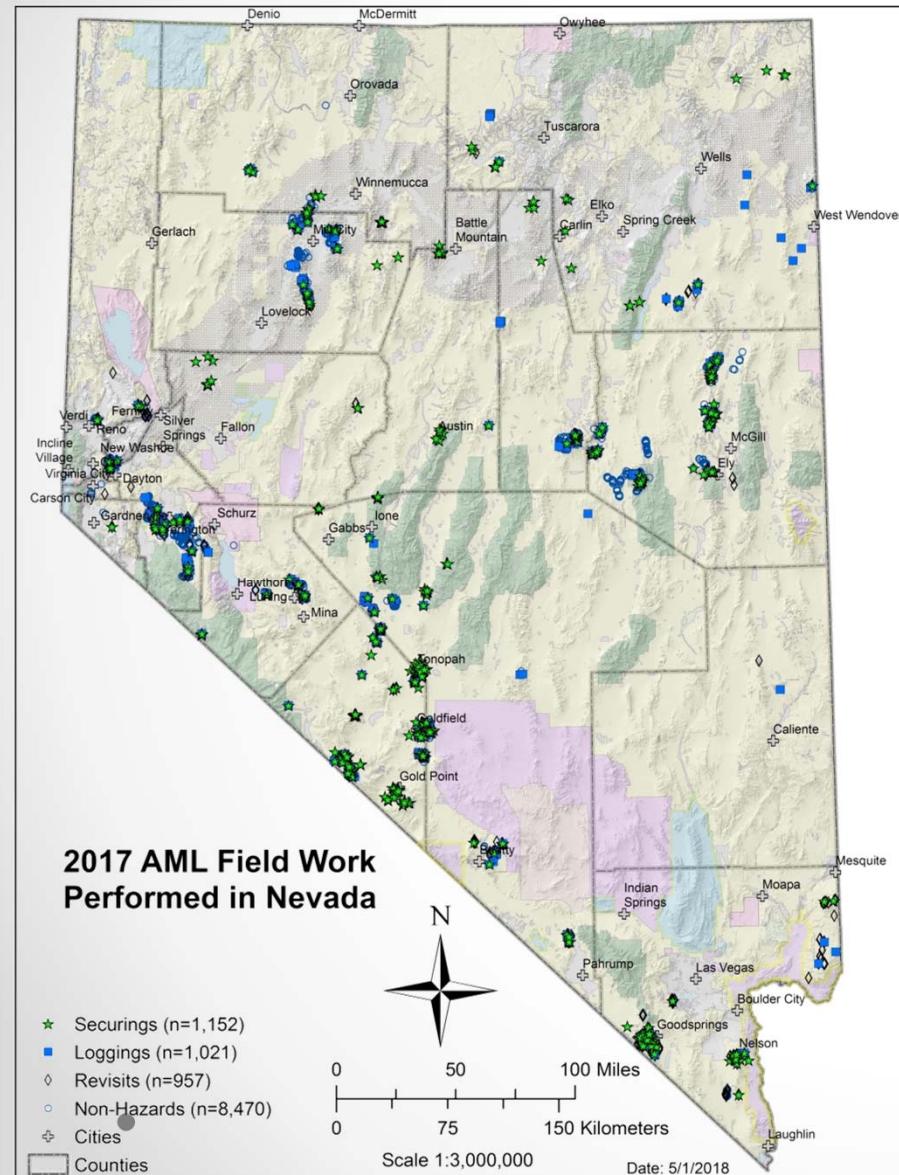 Denio
McDermitt
Owyhee
Orovada
Tuscarora
Wells
Winnemucca
Elko
Battle
Mountain
Carlin
Spring Creek
West Wendover
Gerlach
Mill City
Lovelock
Verdi
Reno
Silver
Springs
Fallon
Austin
McGill
Ely
Incline
Village
New Washoe
Virginia City
Dayton
Carson City
Schurz
Gabbs
Ione
Mina
Tonopah
Goldfield
Gold Point
Caliente
Beatty
Mesquite
Indian
Springs
Moapa
Pahrump
Las Vegas
Boulder City
Goodsprings
Nelson
Laughlin
2017 AML Field Work
Performed in Nevada
N
Securings (n=1,152)
Loggings (n=1,021)
Revisits (n=957)
Non-Hazards (n=8,470)
Cities
Counties
0 50 100 Miles
0 75 150 Kilometers
Scale 1:3,000,000
Date: 5/1/2018